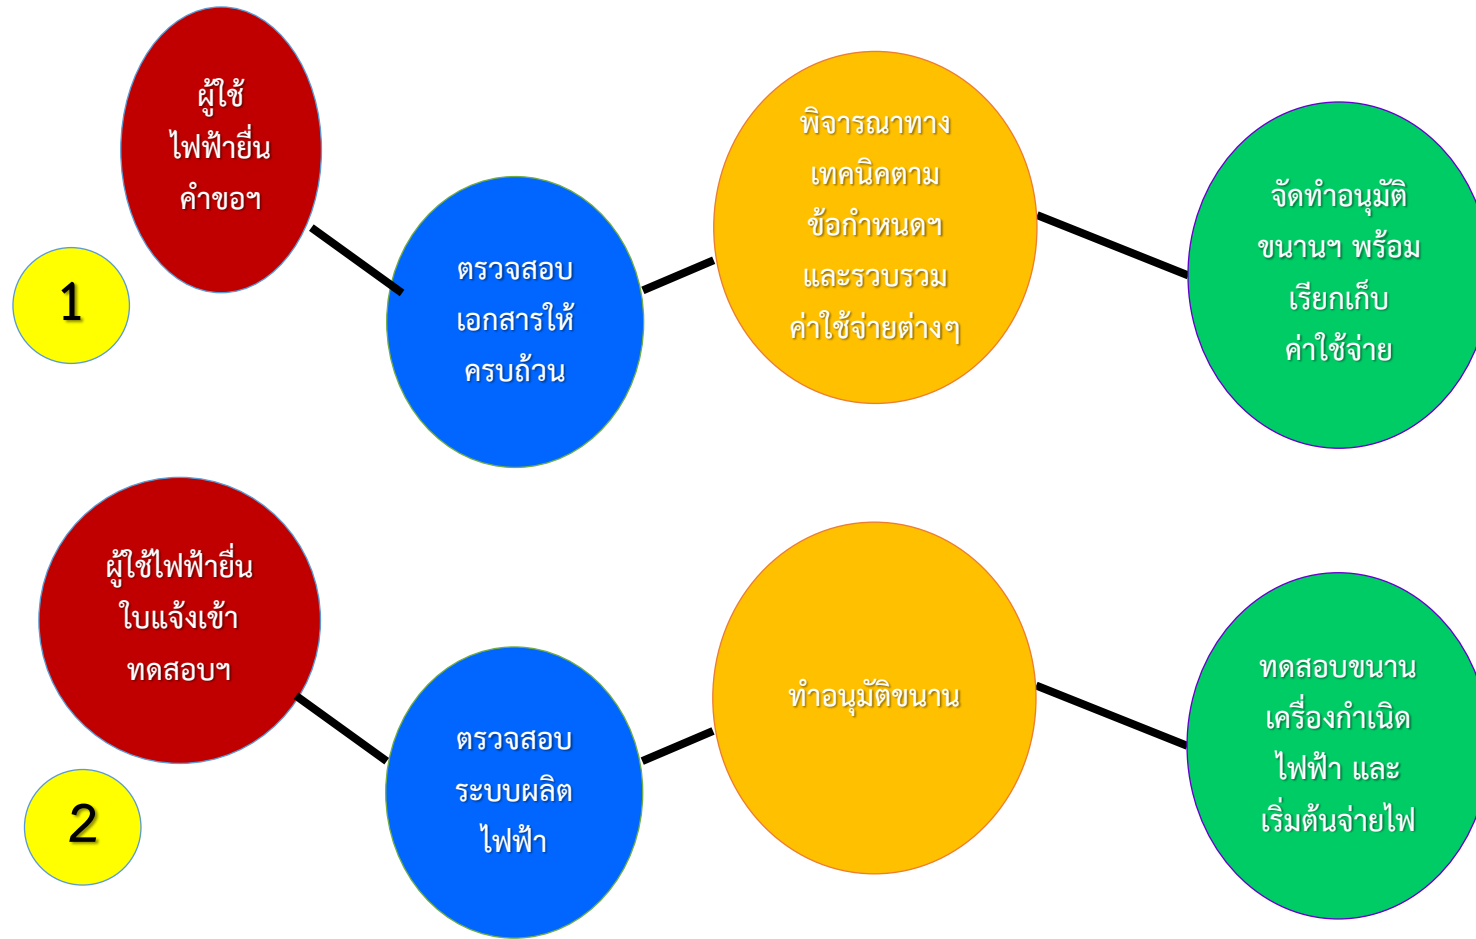 1
ผู้ใช้
ไฟฟ้ายื่น
คำขอฯ
ตรวจสอบ
เอกสารให้
ครบถ้วน
พิจารณาทาง
เทคนิคตาม
ข้อกำหนดฯ
และรวบรวม
ค่าใช้จ่ายต่างๆ
จัดทำอนุมัติ
ขนานฯ พร้อม
เรียกเก็บ
ค่าใช้จ่าย
2
ผู้ใช้ไฟฟ้ายื่น
ใบแจ้งเข้า
ทดสอบฯ
ตรวจสอบ
ระบบผลิต
ไฟฟ้า
ทำอนุมัติขนาน
ทดสอบขนาน
เครื่องกำเนิด
ไฟฟ้า และ
เริ่มต้นจ่ายไฟ